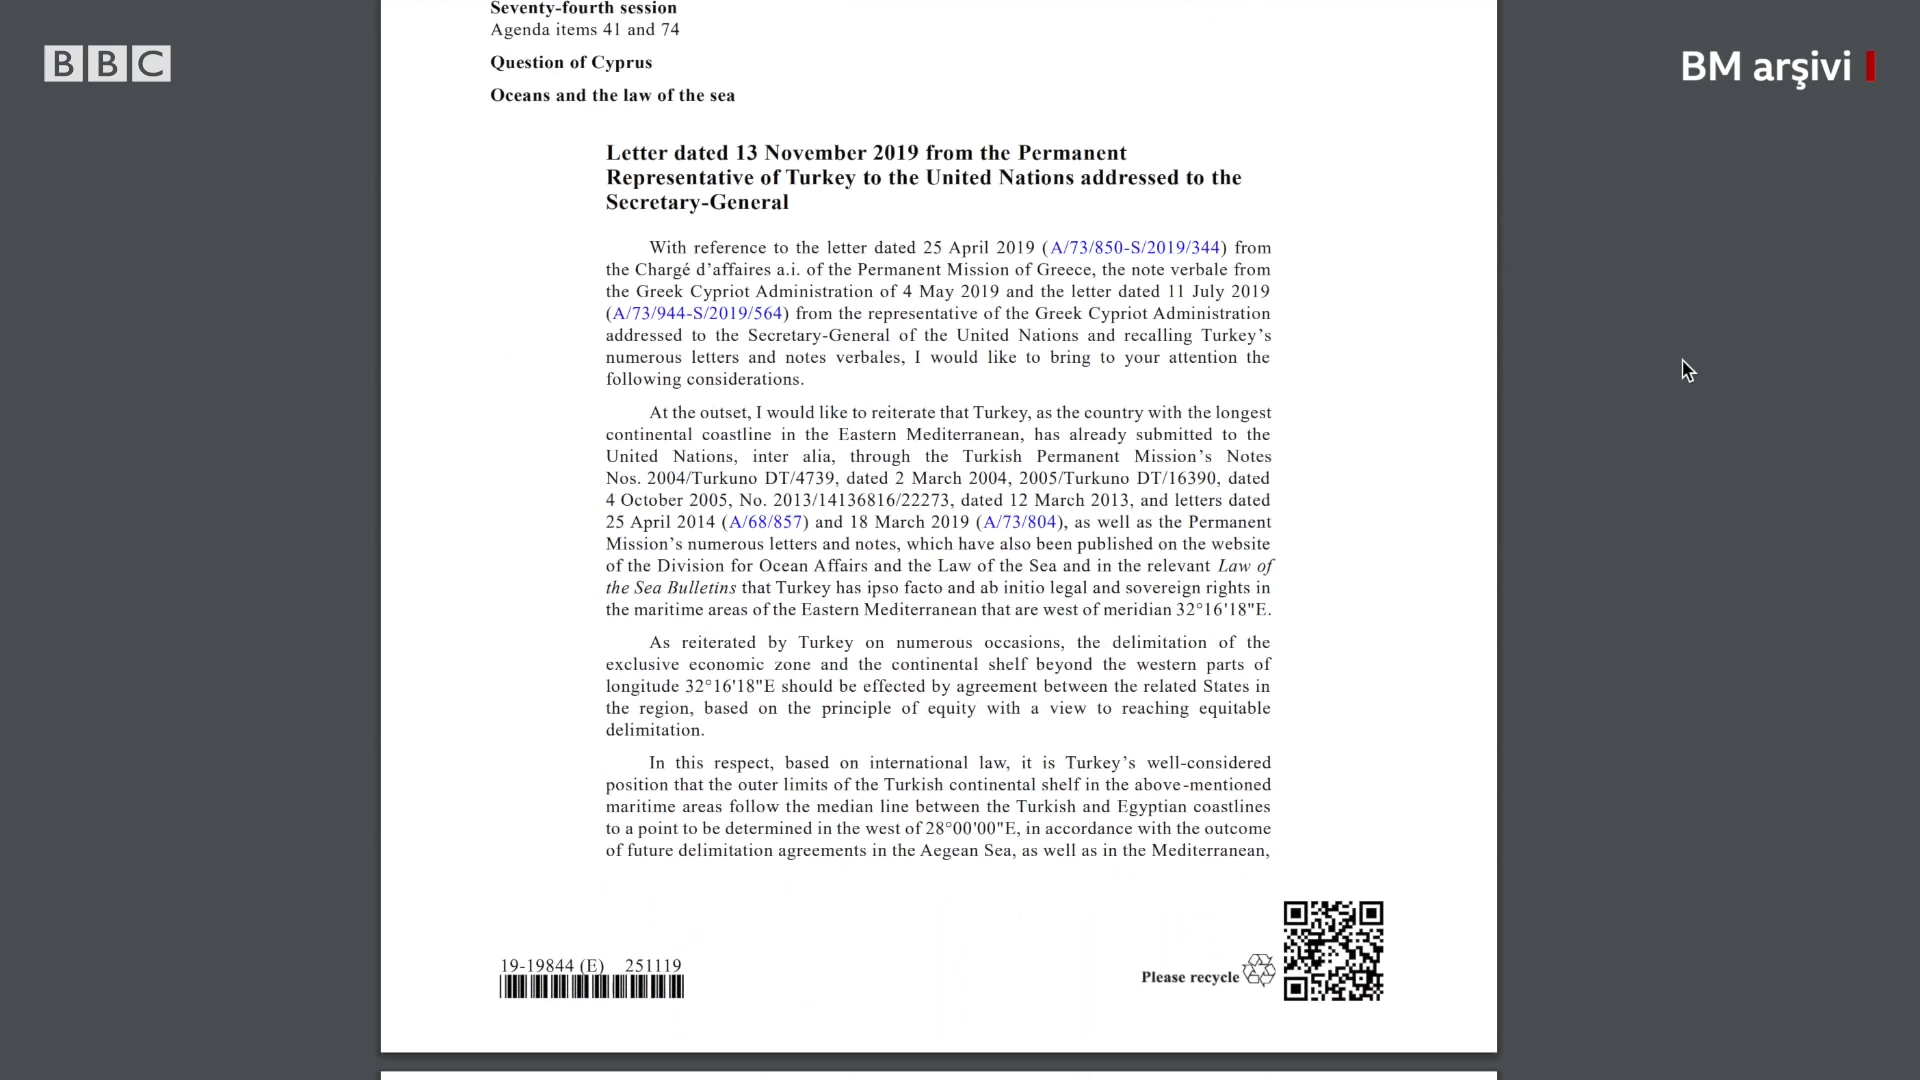 BBC
BM arşivi
Seventy-fourth session
Agenda items 41 and 74
Question of Cyprus
Oceans and the law of the sea
Letter dated 13 November 2019 from the Permanent
Representative of Turkey to the United Nations addressed to the
Secretary-General
With reference to the letter dated 25 April 2019 (A/73/850-S/2019/344) from
the Chargé d’affaires a.i. of the Permanent Mission of Greece, the note verbale from
the Greek Cypriot Administration of 4 May 2019 and the letter dated 11 July 2019
(A/73/944-S/2019/564) from the representative of the Greek Cypriot Administration
addressed to the Secretary-General of the United Nations and recalling Turkey’s
numerous letters and notes verbales, I would like to bring to your attention the
following considerations.
At the outset, I would like to reiterate that Turkey, as the country with the longest
continental coastline in the Eastern Mediterranean, has already submitted to the
United Nations, inter alia, through the Turkish Permanent Mission’s Notes
Nos. 2004/Turkuno DT/4739, dated 2 March 2004, 2005/Turkuno DT/16390, dated
4 October 2005, No. 2013/14136816/22273, dated 12 March 2013, and letters dated
25 April 2014 (A/68/857) and 18 March 2019 (A/73/804), as well as the Permanent
Mission’s numerous letters and notes, which have also been published on the website
of the Division for Ocean Affairs and the Law of the Sea and in the relevant Law of
the Sea Bulletins that Turkey has ipso facto and ab initio legal and sovereign rights in
the maritime areas of the Eastern Mediterranean that are west of meridian 32°16'18"E.
As reiterated by Turkey on numerous occasions, the delimitation of the
exclusive economic zone and the continental shelf beyond the western parts of
longitude 32°16'18"E should be effected by agreement between the related States in
the region, based on the principle of equity with a view to reaching equitable
delimitation.
In this respect, based on international law, it is Turkey’s well-considered
position that the outer limits of the Turkish continental shelf in the above-mentioned
maritime areas follow the median line between the Turkish and Egyptian coastlines
to a point to be determined in the west of 28°00'00"E, in accordance with the outcome
of future delimitation agreements in the Aegean Sea, as well as in the Mediterranean,
19-19844 (E) 251119
Please recycle